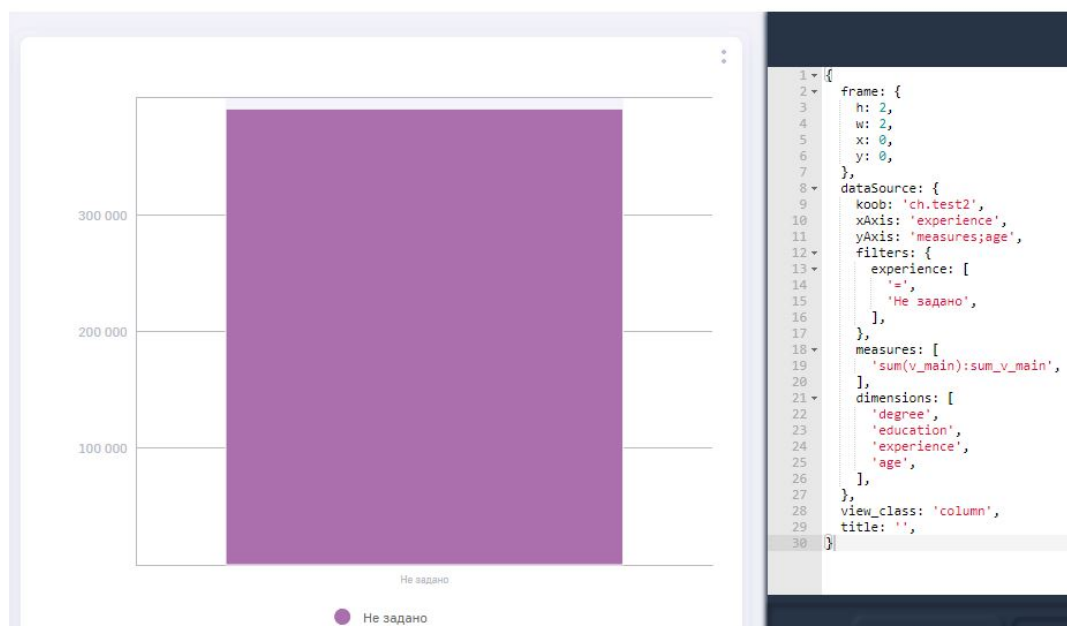 300 000
200 000
100 000
Не задано
Не задано
1 {
2 frame: {
3 h: 2,
4 w: 2,
5 x: 0,
6 y: 0,
7 },
8 dataSource: {
9 koob: 'ch.test2',
10 xAxis: 'experience',
11 yAxis: 'measures;age',
12 filters: {
13 experience: [
14 '=',
15 'Не задано',
16 ],
17 },
18 measures: [
19 'sum(v_main):sum_v_main',
20 ],
21 dimensions: [
22 'degree',
23 'education',
24 'experience',
25 'age',
26 ],
27 },
28 view_class: 'column',
29 title: '',
30 }